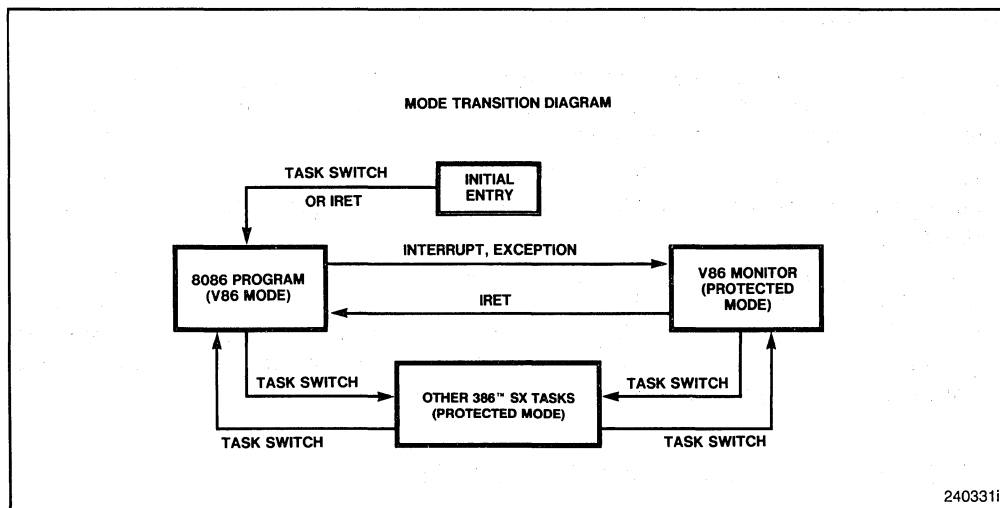 MODE TRANSITION DIAGRAM
TASK SWITCH
OR IRET
INITIAL
ENTRY
8086 PROGRAM
(V86 MODE)
INTERRUPT, EXCEPTION
IRET
V86 MONITOR
(PROTECTED
MODE)
TASK SWITCH
OTHER 386™ SX TASKS
(PROTECTED MODE)
TASK SWITCH
TASK SWITCH
TASK SWITCH
240331i